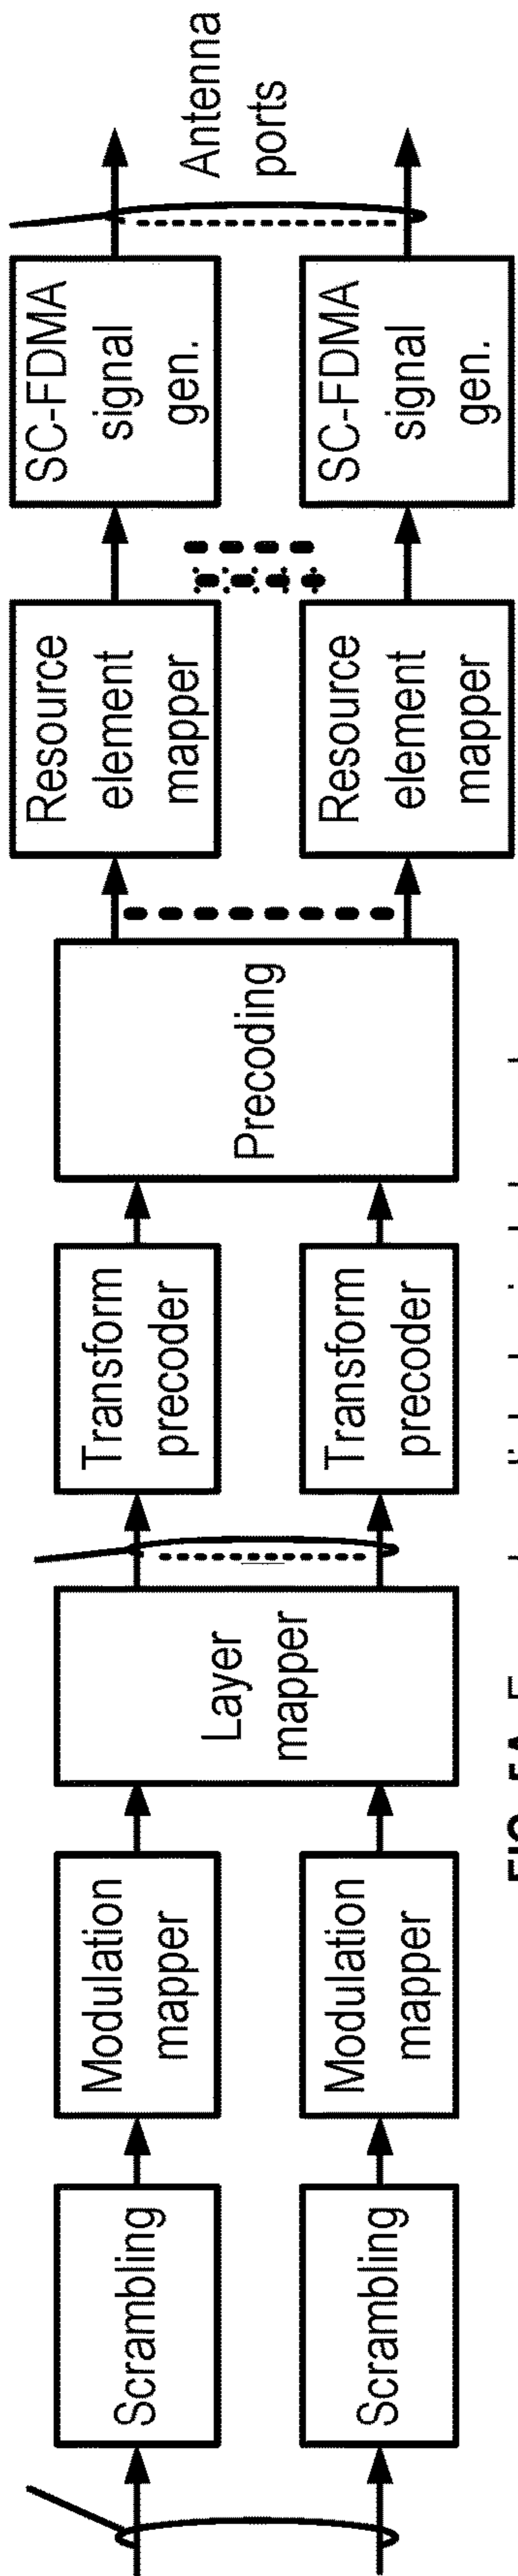 Scrambling
Modulation
mapper
Layer
mapper
Transform
precoder
Precoding
Resource
element
mapper
SC-FDMA
signal
gen.
Antenna
ports
Scrambling
Modulation
mapper
Transform
precoder
Resource
element
mapper
SC-FDMA
signal
gen.